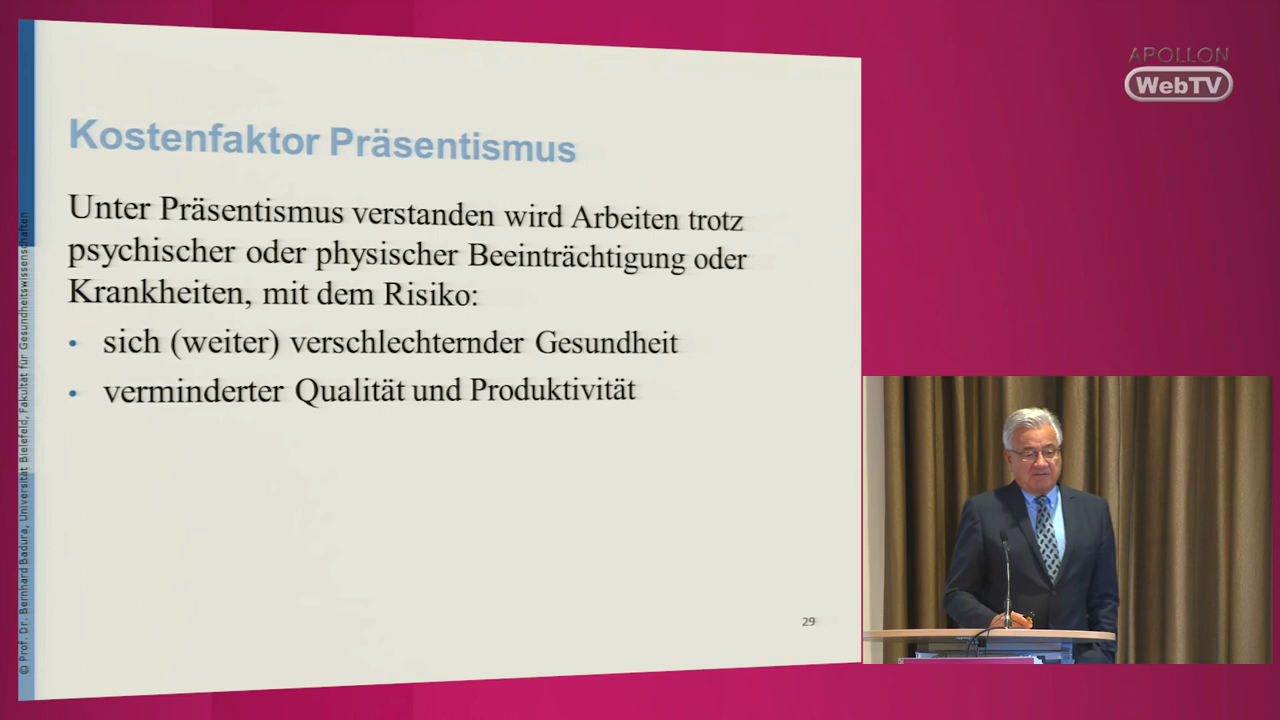 APOLLON
WebTV
Kostenfaktor Präsentismus
Unter Präsentismus verstanden wird Arbeiten trotz
psychischer oder physischer Beeinträchtigung oder
Krankheiten, mit dem Risiko:
• sich (weiter) verschlechternder Gesundheit
• verminderter Qualität und Produktivität
29
© Prof. Dr. Bernhard Badura, Universität Bielefeld, Fakultät für Gesundheitswissenschaften